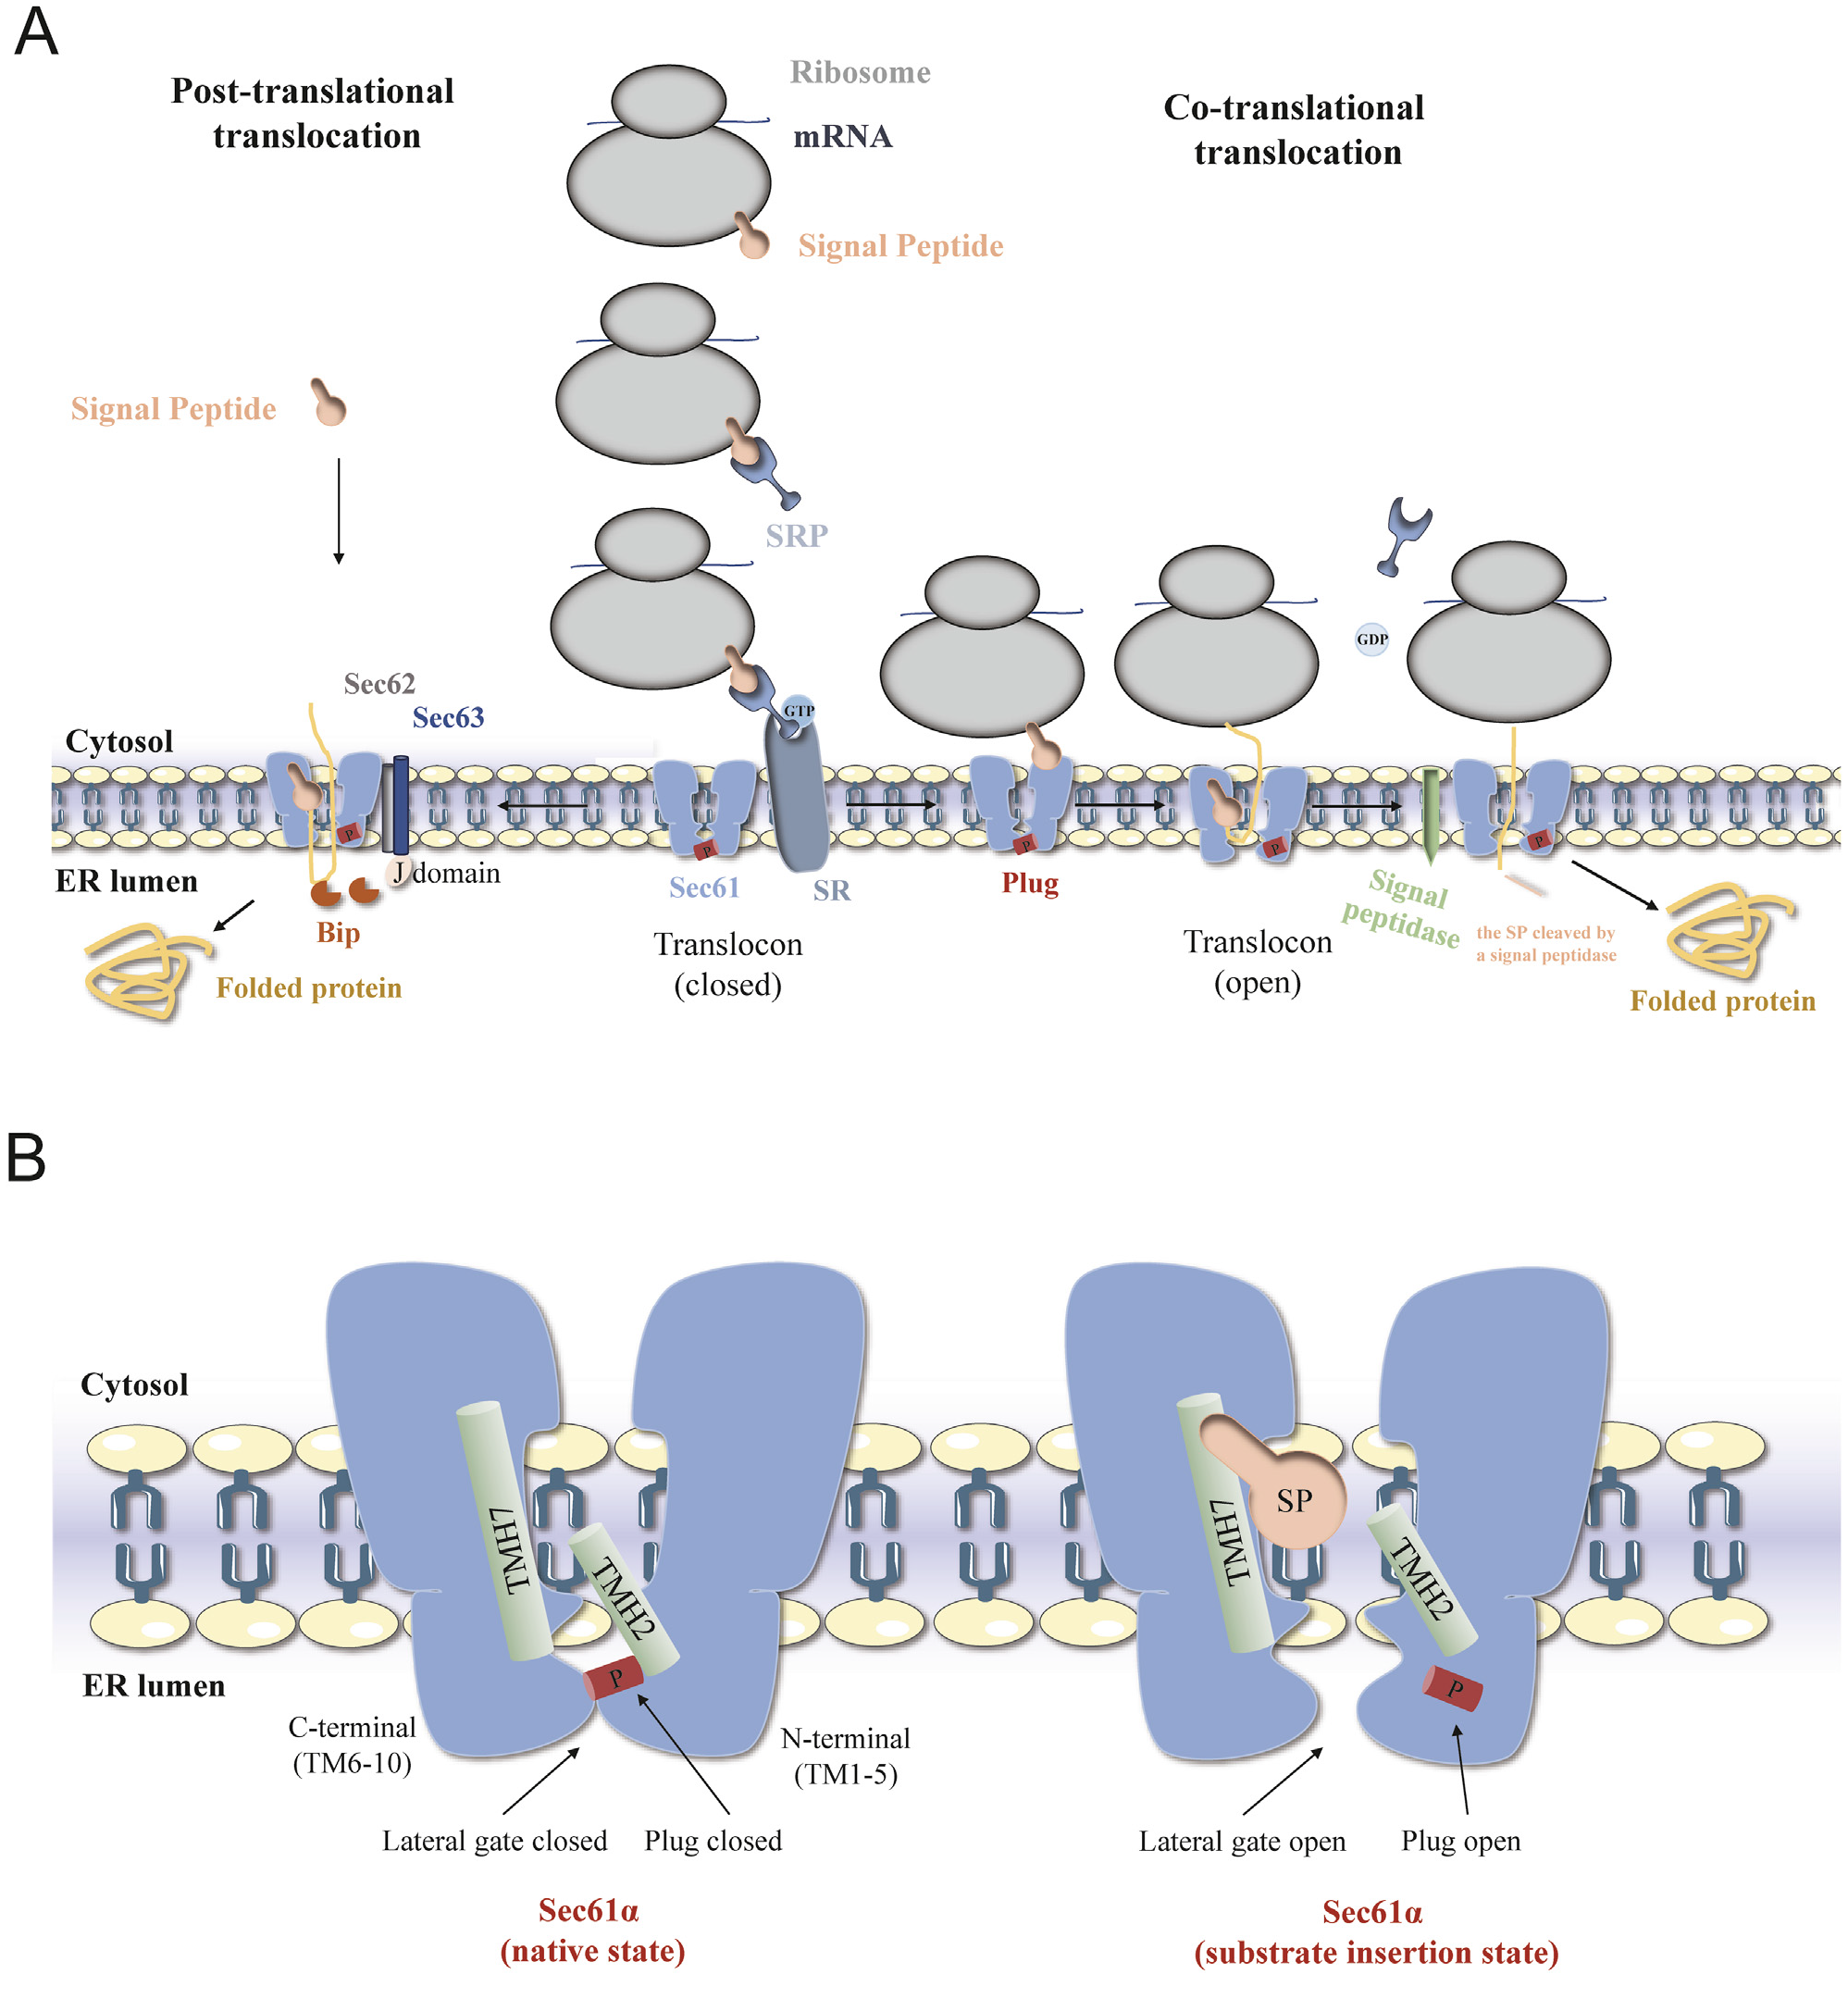 A
Post-translational
translocation
Ribosome
mRNA
Co-translational
translocation
Signal Peptide
Signal Peptide
SRP
GDP
Sec62
Sec63
GTP
Cytosol
P
P
P
P
P
ER lumen
J domain
Sec61
SR
Plug
Signal
peptidase
Bip
Translocon
(closed)
Translocon
(open)
the SP cleaved by
a signal peptidase
Folded protein
Folded protein
B
Cytosol
TMH7
TMH2
P
TMH7
SP
TMH2
P
ER lumen
C-terminal
(TM6-10)
N-terminal
(TM1-5)
Lateral gate closed
Plug closed
Lateral gate open
Plug open
Sec61α
(native state)
Sec61α
(substrate insertion state)